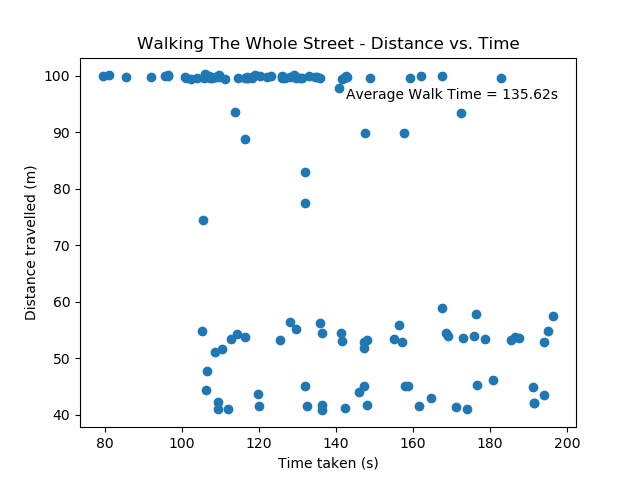 Walking The Whole Street - Distance vs. Time
Distance travelled (m)
100
90
80
70
60
50
40
Average Walk Time = 135.62s
80 100 120 140 160 180 200
Time taken (s)